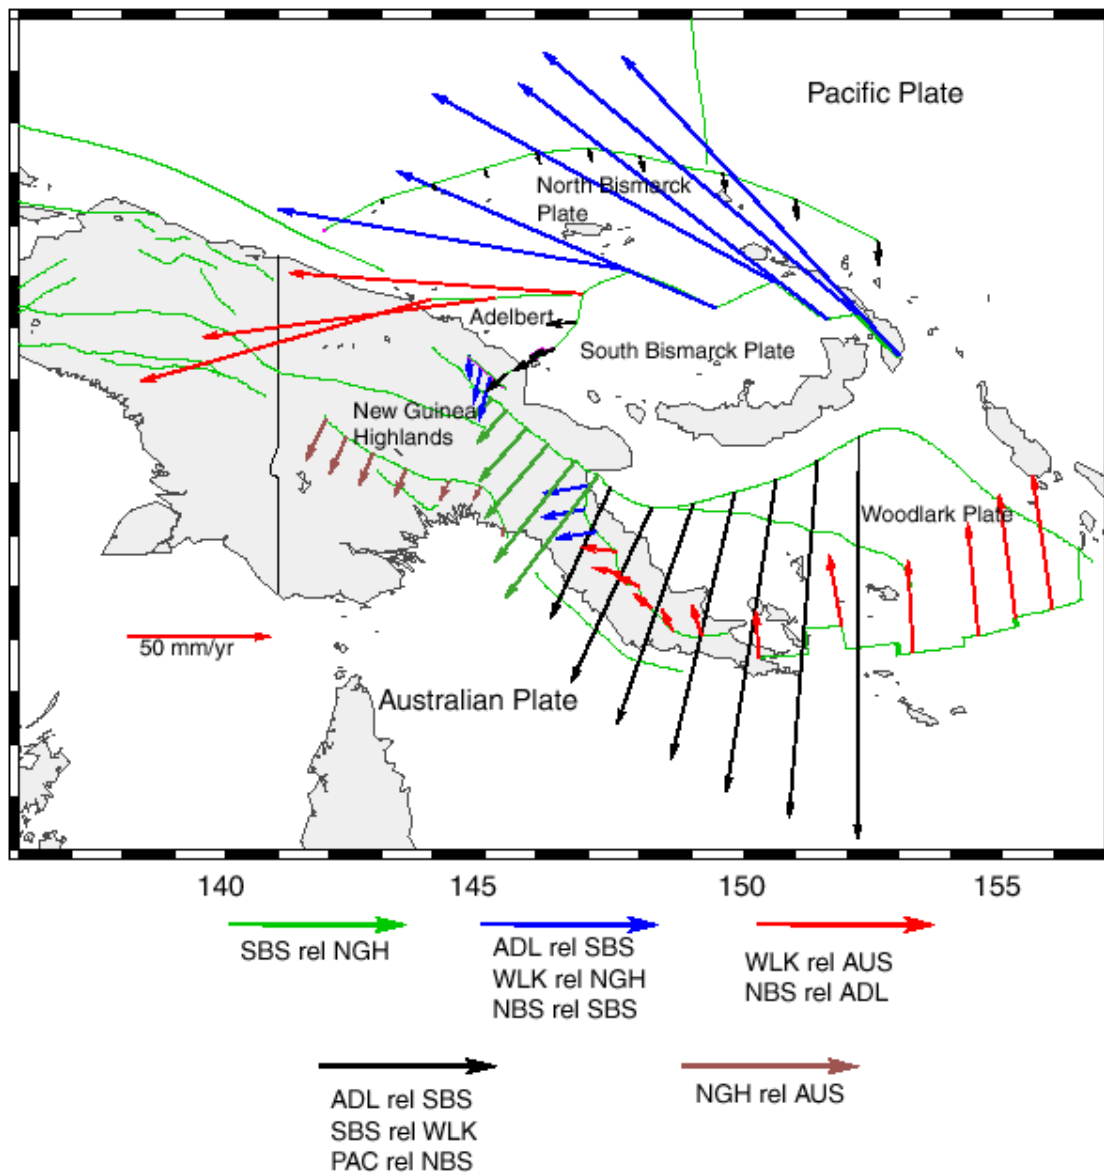 Pacific Plate
North Bismarck
Plate
Adelbert
South Bismarck Plate
New Guinea
Highlands
Woodlark Plate
50 mm/yr
Australian Plate
140 145 150 155
SBS rel NGH
ADL rel SBS
WLK rel NGH
NBS rel SBS
WLK rel AUS
NBS rel ADL
ADL rel SBS
SBS rel WLK
PAC rel NBS
NGH rel AUS